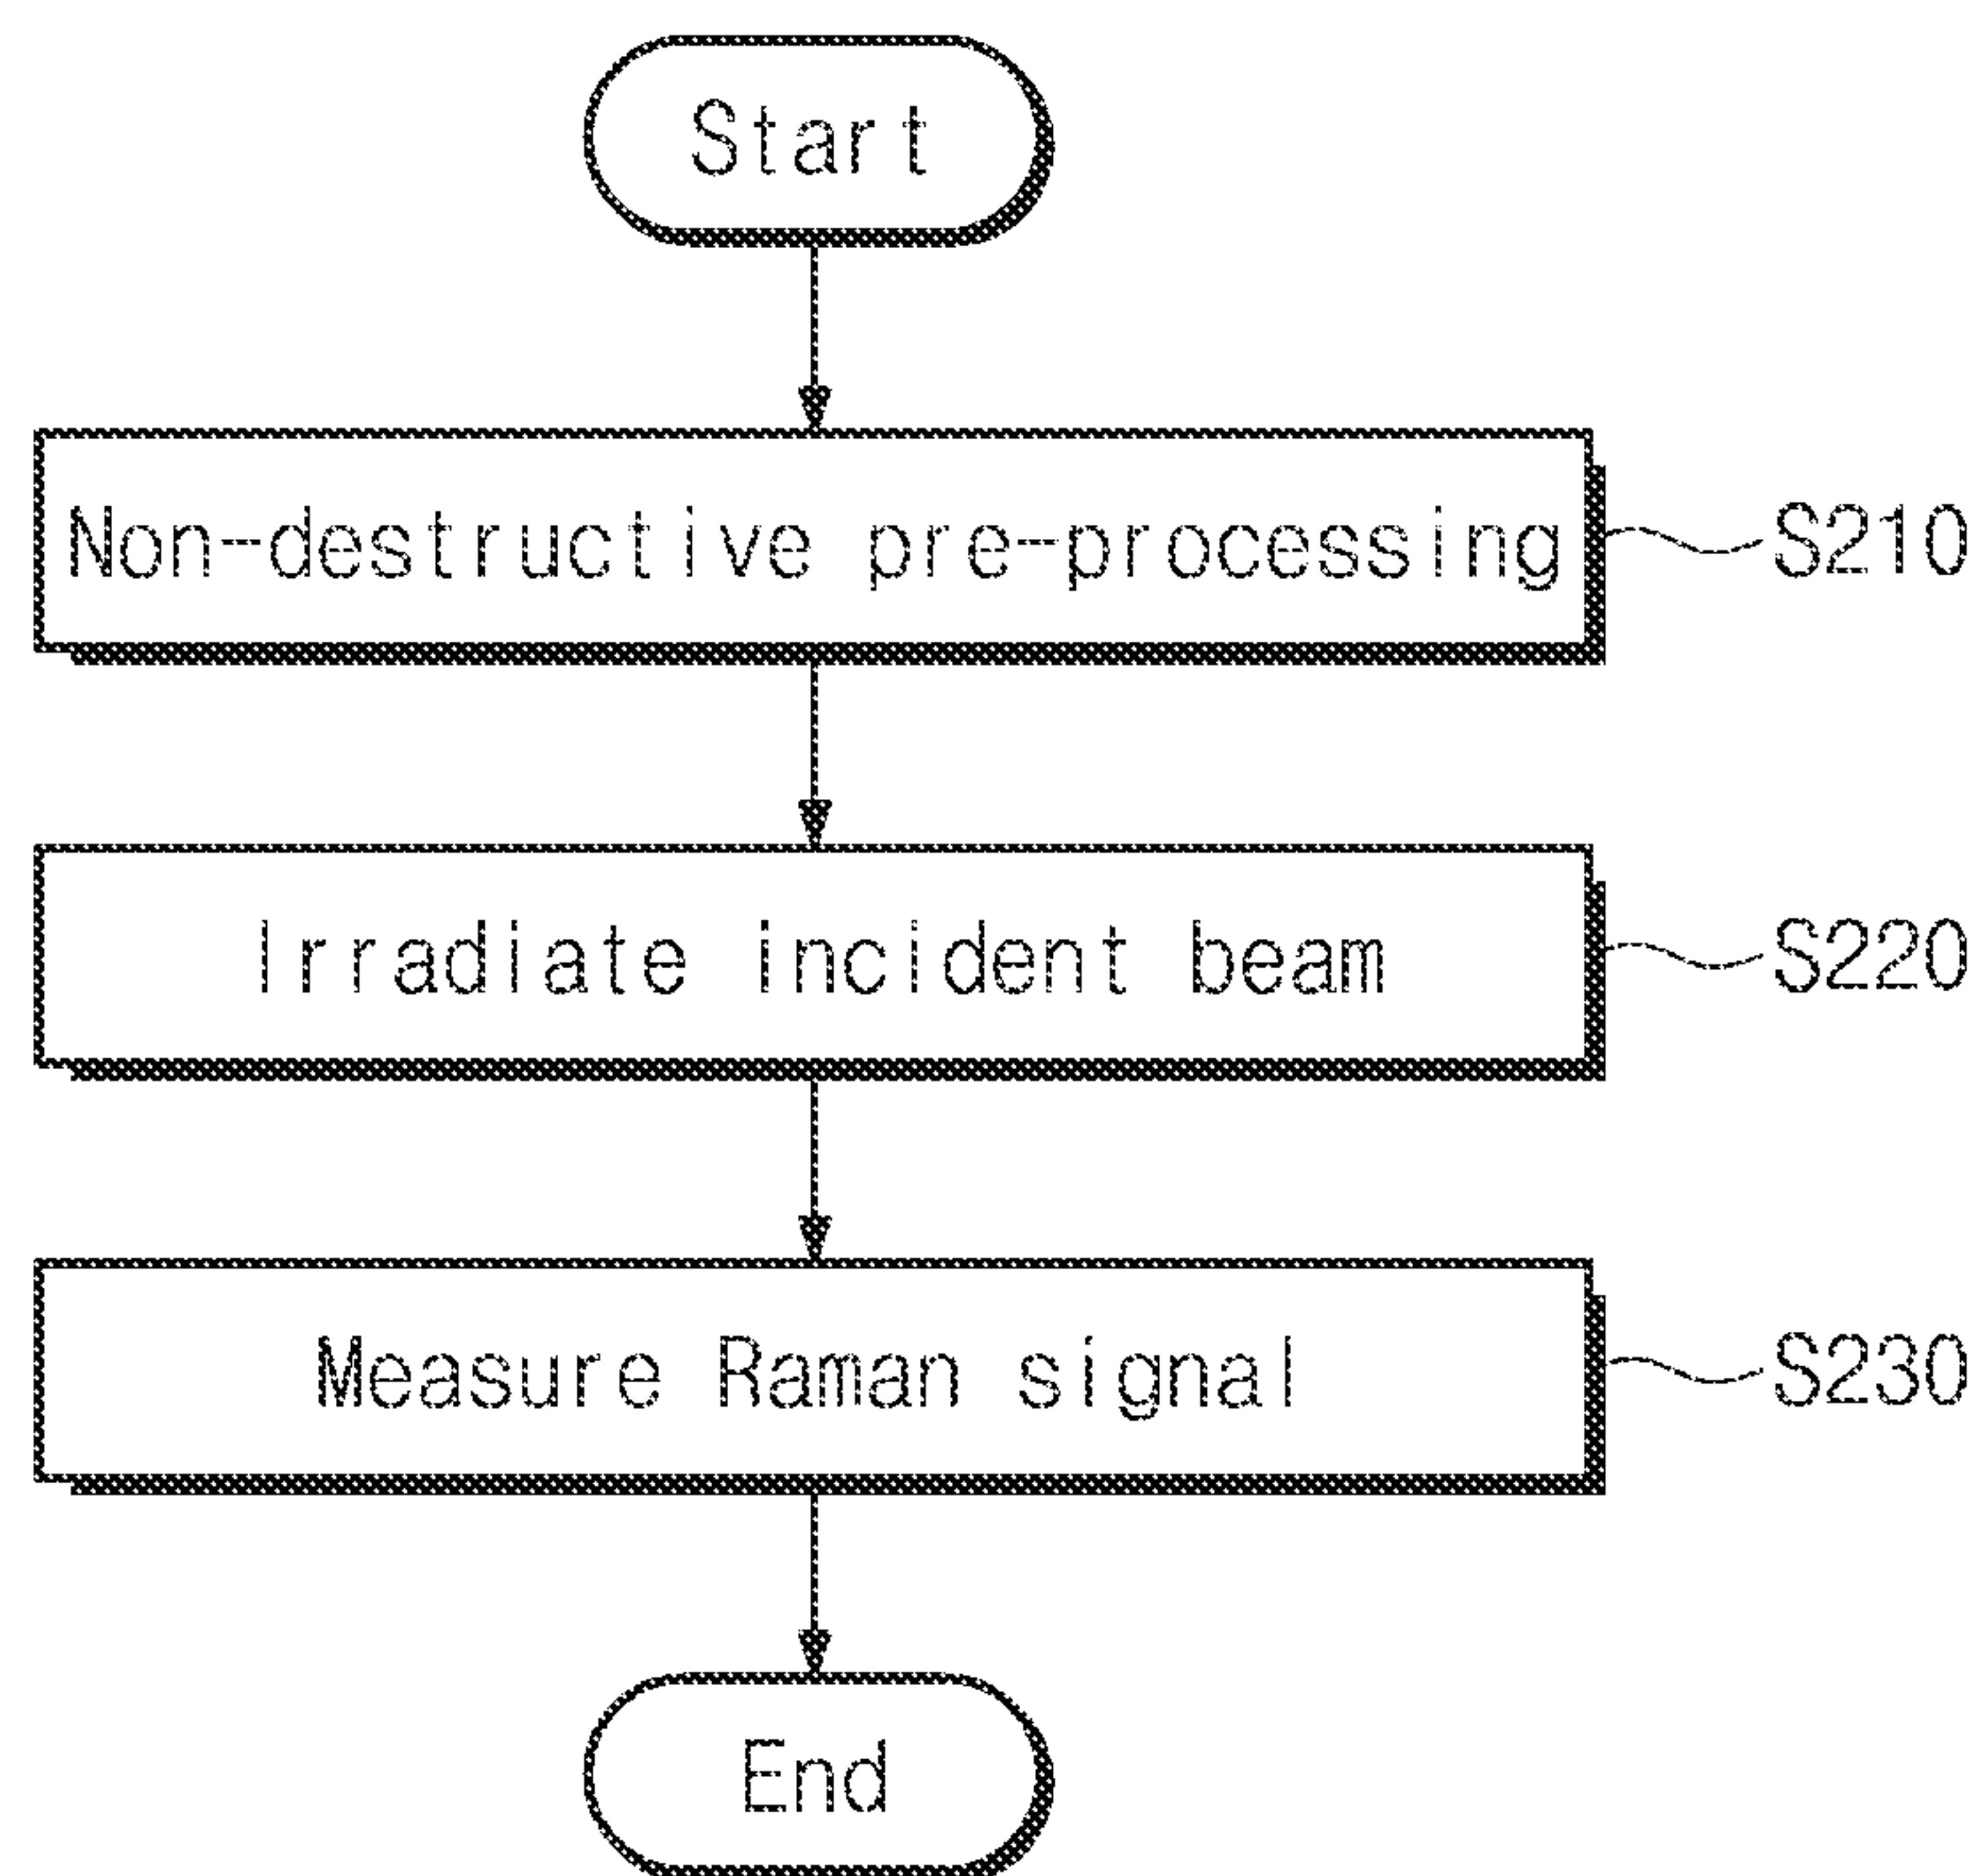 Start
Non-destructive pre-processing
S210
Irradiate incident beam
S220
Measure Raman signal
S230
End